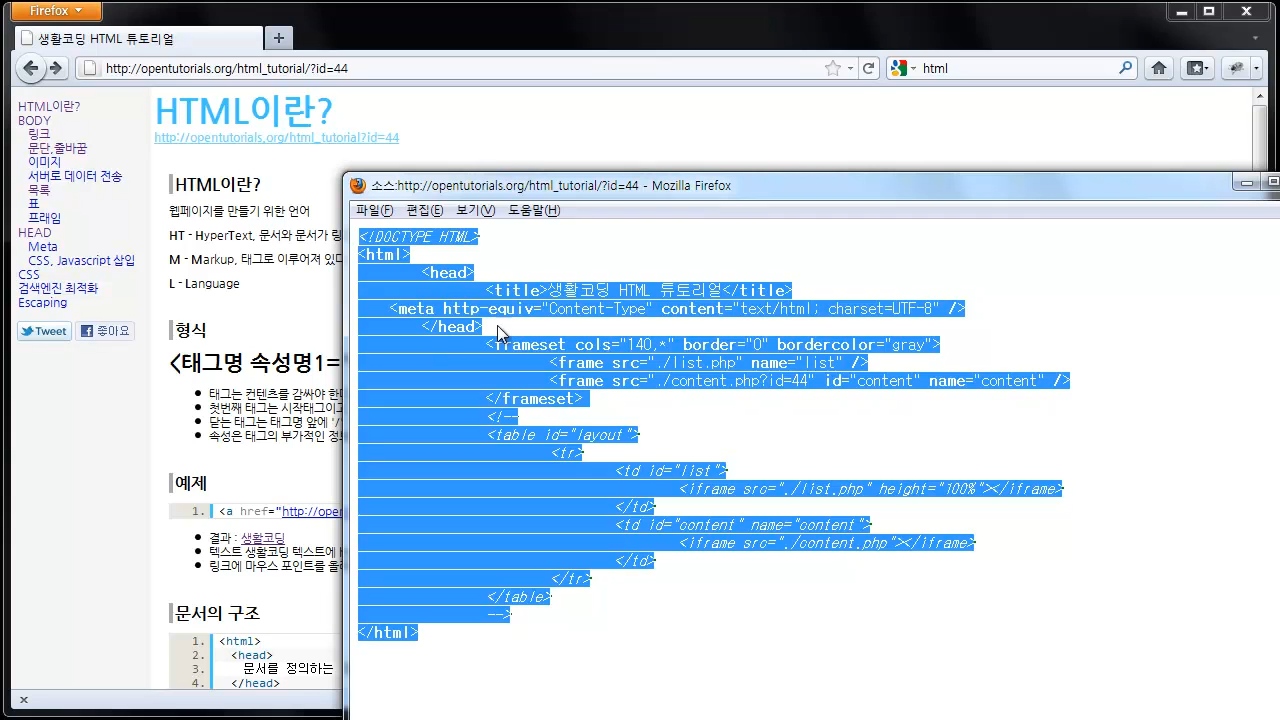 Firefox
생활코딩 HTML 튜토리얼
http://opentutorials.org/html_tutorial/?id=44
html
HTML이란?
BODY
링크
문단,줄바꿈
이미지
서버로 데이터 전송
목록
표
프래임
HEAD
Meta
CSS, Javascript 삽입
CSS
검색엔진 최적화
Escaping
Tweet
좋아요
HTML이란?
http://opentutorials.org/html_tutorial?id=44
HTML이란?
웹페이지를 만들기 위한 언어
HT - HyperText, 문서와 문서가 링
M - Markup, 태그로 이루어져 있다
L - Language
형식
<태그명 속성명1=
태그는 컨텐츠를 감싸야 한다
첫번째 태그는 시작태그이고
닫는 태그는 태그명 앞에 '/'
속성은 태그의 부가적인 정보
예제
1. <a href="http://open
결과 : 생활코딩
텍스트 생활코딩 텍스트에
링크에 마우스 포인트를 올
문서의 구조
1. <html>
2. <head>
3. 문서를 정의하는
4. </head>
소스:http://opentutorials.org/html_tutorial/?id=44 - Mozilla Firefox
파일(F) 편집(E) 보기(V) 도움말(H)
<!DOCTYPE HTML>
<html>
<head>
<title>생활코딩 HTML 튜토리얼</title>
<meta http-equiv="Content-Type" content="text/html; charset=UTF-8" />
</head>
<frameset cols="140,*" border="0" bordercolor="gray">
<frame src="./list.php" name="list" />
<frame src="./content.php?id=44" id="content" name="content" />
</frameset>
<!--
<table id="layout">
<tr>
<td id="list">
<iframe src="./list.php" height="100%"></iframe>
</td>
<td id="content" name="content">
<iframe src="./content.php"></iframe>
</td>
</tr>
</table>
-->
</html>